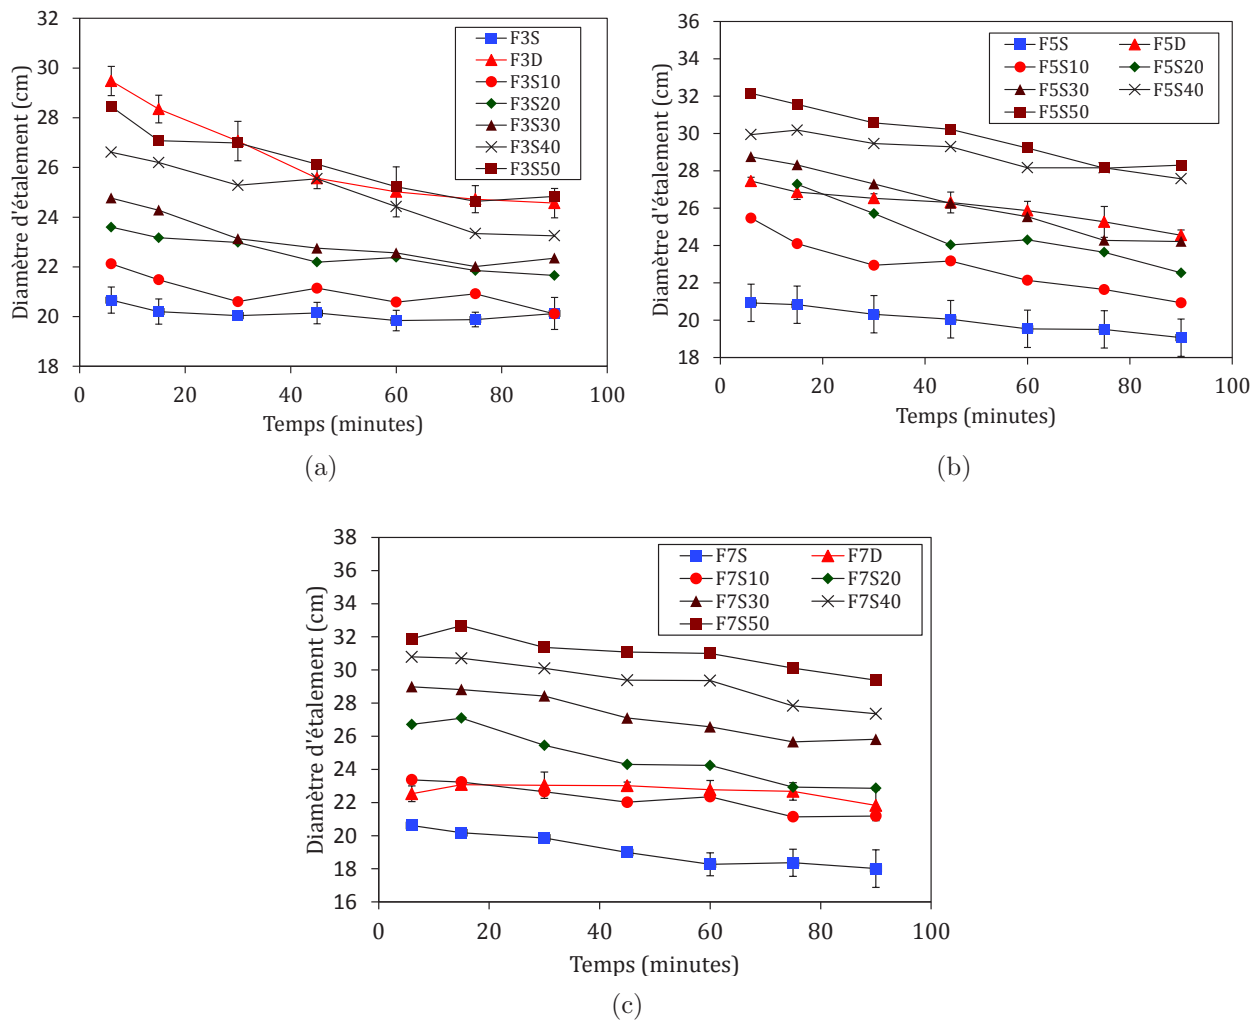 32
30
28
26
24
22
20
18
0
20
40
60
80
100
Diamètre d'étalement (cm)
Temps (minutes)
F3S
F3D
F3S10
F3S20
F3S30
F3S40
F3S50
(a)
36
34
32
30
28
26
24
22
20
18
0
20
40
60
80
100
Diamètre d'étalement (cm)
Temps (minutes)
F5S F5D
F5S10 F5S20
F5S30 F5S40
F5S50
(b)
38
36
34
32
30
28
26
24
22
20
18
16
0
20
40
60
80
100
Diamètre d'étalement (cm)
Temps (minutes)
F7S F7D
F7S10 F7S20
F7S30 F7S40
F7S50
(c)